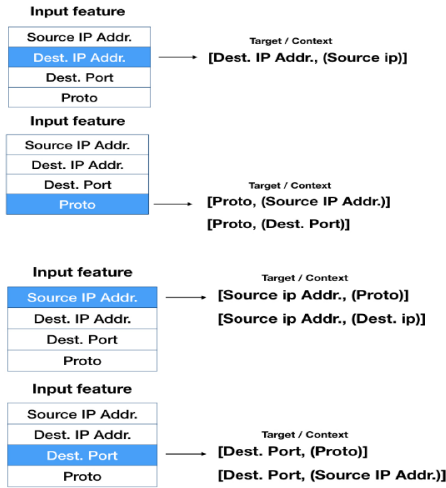 Input feature
Source IP Addr.
Dest. IP Addr.
Dest. Port
Proto
Target / Context
[Dest. IP Addr., (Source ip)]
Input feature
Source IP Addr.
Dest. IP Addr.
Dest. Port
Proto
Target / Context
[Proto, (Source IP Addr.)]
[Proto, (Dest. Port)]
Input feature
Source IP Addr.
Dest. IP Addr.
Dest. Port
Proto
Target / Context
[Source ip Addr., (Proto)]
[Source ip Addr., (Dest. ip)]
Input feature
Source IP Addr.
Dest. IP Addr.
Dest. Port
Proto
Target / Context
[Dest. Port, (Proto)]
[Dest. Port, (Source IP Addr.)]